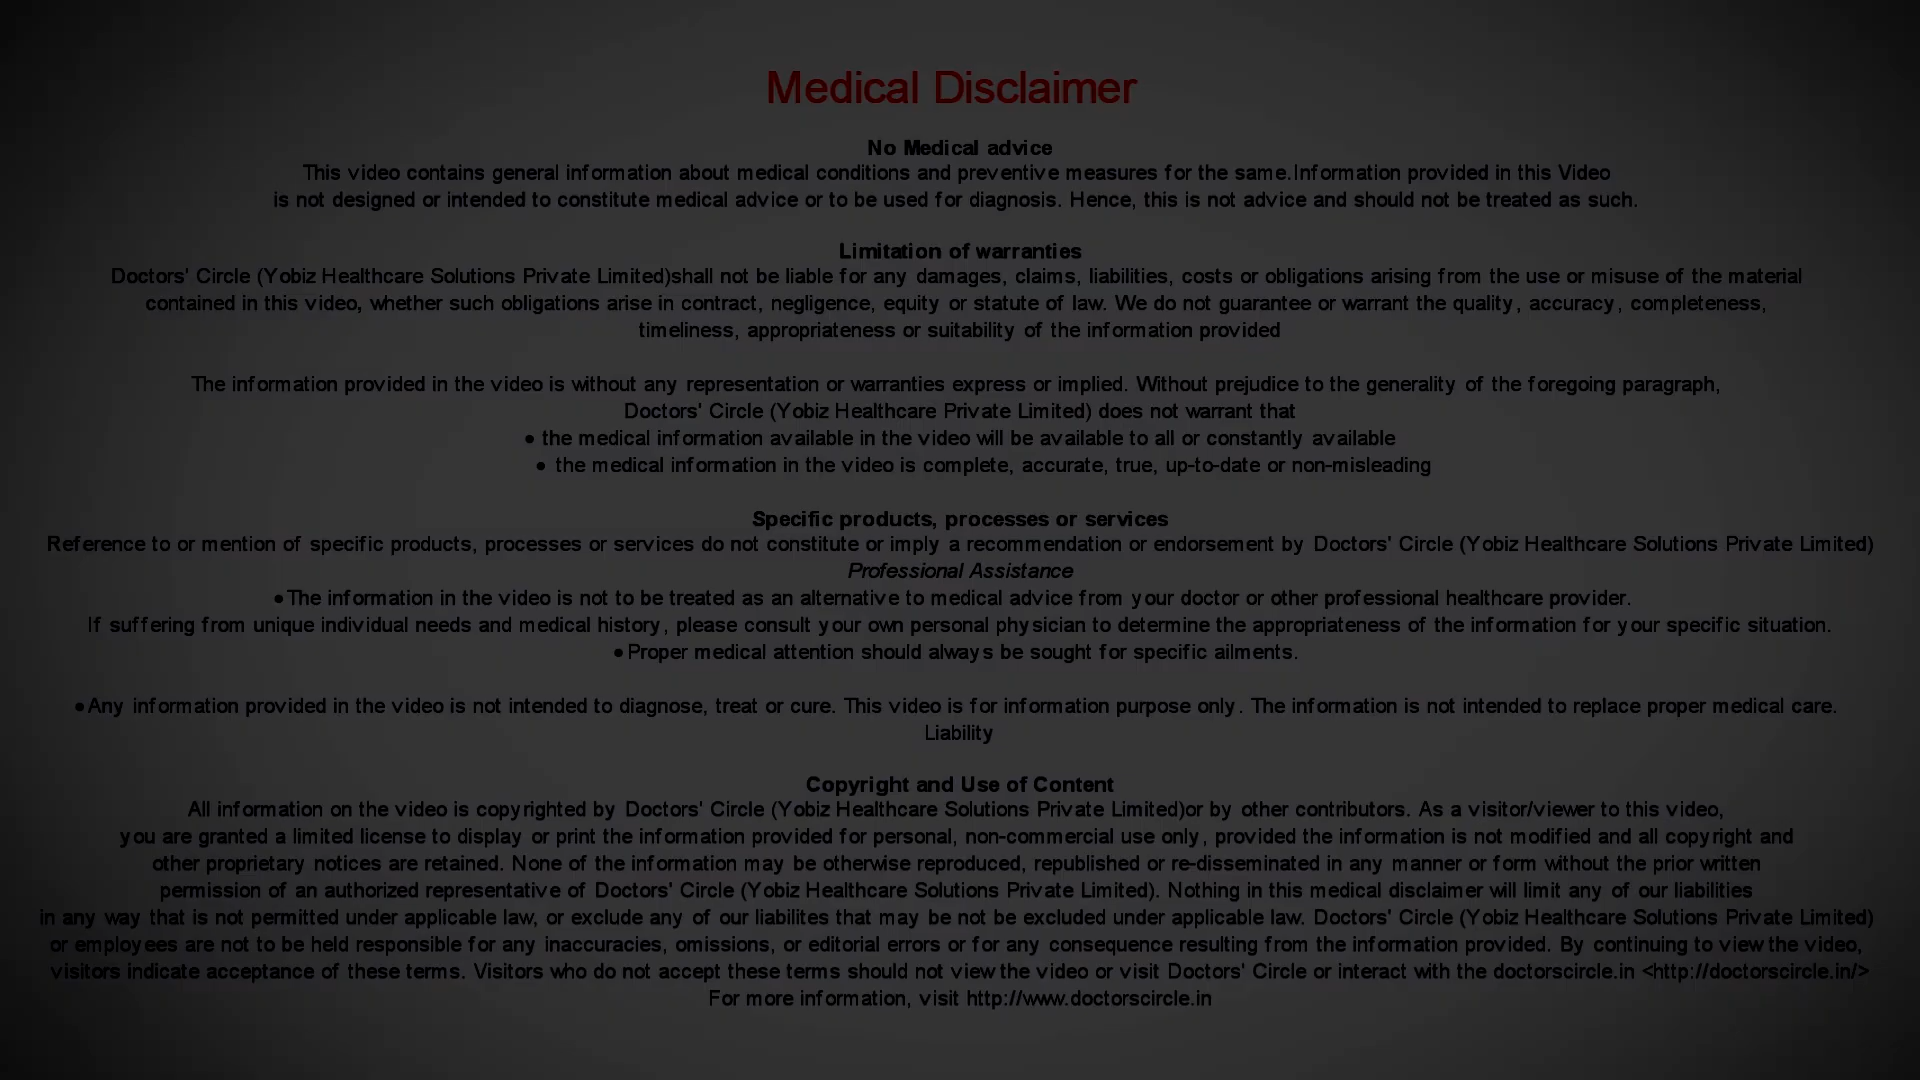 Medical Disclaimer
No Medical advice
This video contains general information about medical conditions and preventive measures for the same.Information provided in this Video
is not designed or intended to constitute medical advice or to be used for diagnosis. Hence, this is not advice and should not be treated as such.
Limitation of warranties
Doctors' Circle (Yobiz Healthcare Solutions Private Limited)shall not be liable for any damages, claims, liabilities, costs or obligations arising from the use or misuse of the material
contained in this video, whether such obligations arise in contract, negligence, equity or statute of law. We do not guarantee or warrant the quality, accuracy, completeness,
timeliness, appropriateness or suitability of the information provided
The information provided in the video is without any representation or warranties express or implied. Without prejudice to the generality of the foregoing paragraph,
Doctors' Circle (Yobiz Healthcare Private Limited) does not warrant that
• the medical information available in the video will be available to all or constantly available
• the medical information in the video is complete, accurate, true, up-to-date or non-misleading
Specific products, processes or services
Reference to or mention of specific products, processes or services do not constitute or imply a recommendation or endorsement by Doctors' Circle (Yobiz Healthcare Solutions Private Limited)
Professional Assistance
•The information in the video is not to be treated as an alternative to medical advice from your doctor or other professional healthcare provider.
If suffering from unique individual needs and medical history, please consult your own personal physician to determine the appropriateness of the information for your specific situation.
•Proper medical attention should always be sought for specific ailments.
•Any information provided in the video is not intended to diagnose, treat or cure. This video is for information purpose only. The information is not intended to replace proper medical care.
Liability
Copyright and Use of Content
All information on the video is copyrighted by Doctors' Circle (Yobiz Healthcare Solutions Private Limited)or by other contributors. As a visitor/viewer to this video,
you are granted a limited license to display or print the information provided for personal, non-commercial use only, provided the information is not modified and all copyright and
other proprietary notices are retained. None of the information may be otherwise reproduced, republished or re-disseminated in any manner or form without the prior written
permission of an authorized representative of Doctors' Circle (Yobiz Healthcare Solutions Private Limited). Nothing in this medical disclaimer will limit any of our liabilities
in any way that is not permitted under applicable law, or exclude any of our liabilites that may be not be excluded under applicable law. Doctors' Circle (Yobiz Healthcare Solutions Private Limited)
or employees are not to be held responsible for any inaccuracies, omissions, or editorial errors or for any consequence resulting from the information provided. By continuing to view the video,
visitors indicate acceptance of these terms. Visitors who do not accept these terms should not view the video or visit Doctors' Circle or interact with the doctorscircle.in <http://doctorscircle.in/>
For more information, visit http://www.doctorscircle.in